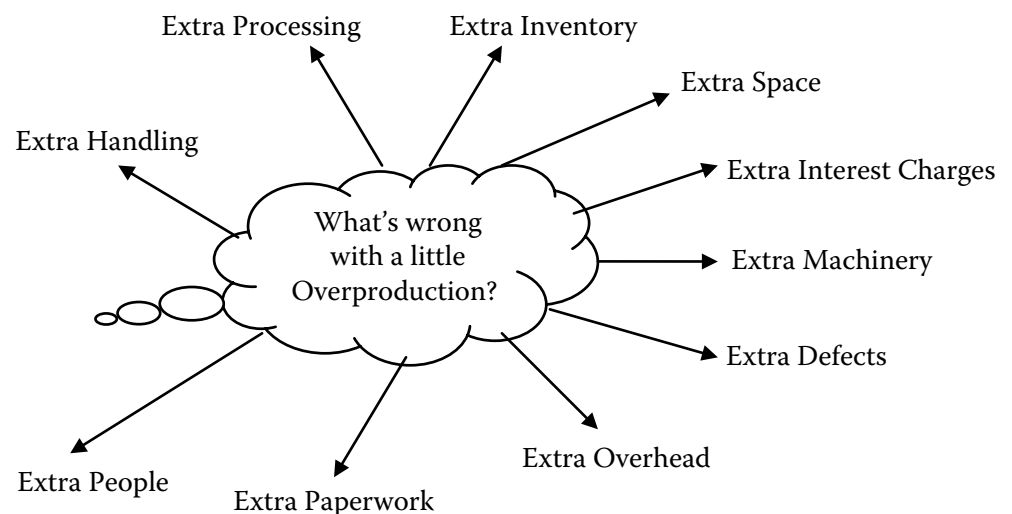 Extra Processing
Extra Inventory
Extra Space
Extra Handling
Extra Interest Charges
What’s wrong
with a little
Overproduction?
Extra Machinery
Extra Defects
Extra Overhead
Extra People
Extra Paperwork